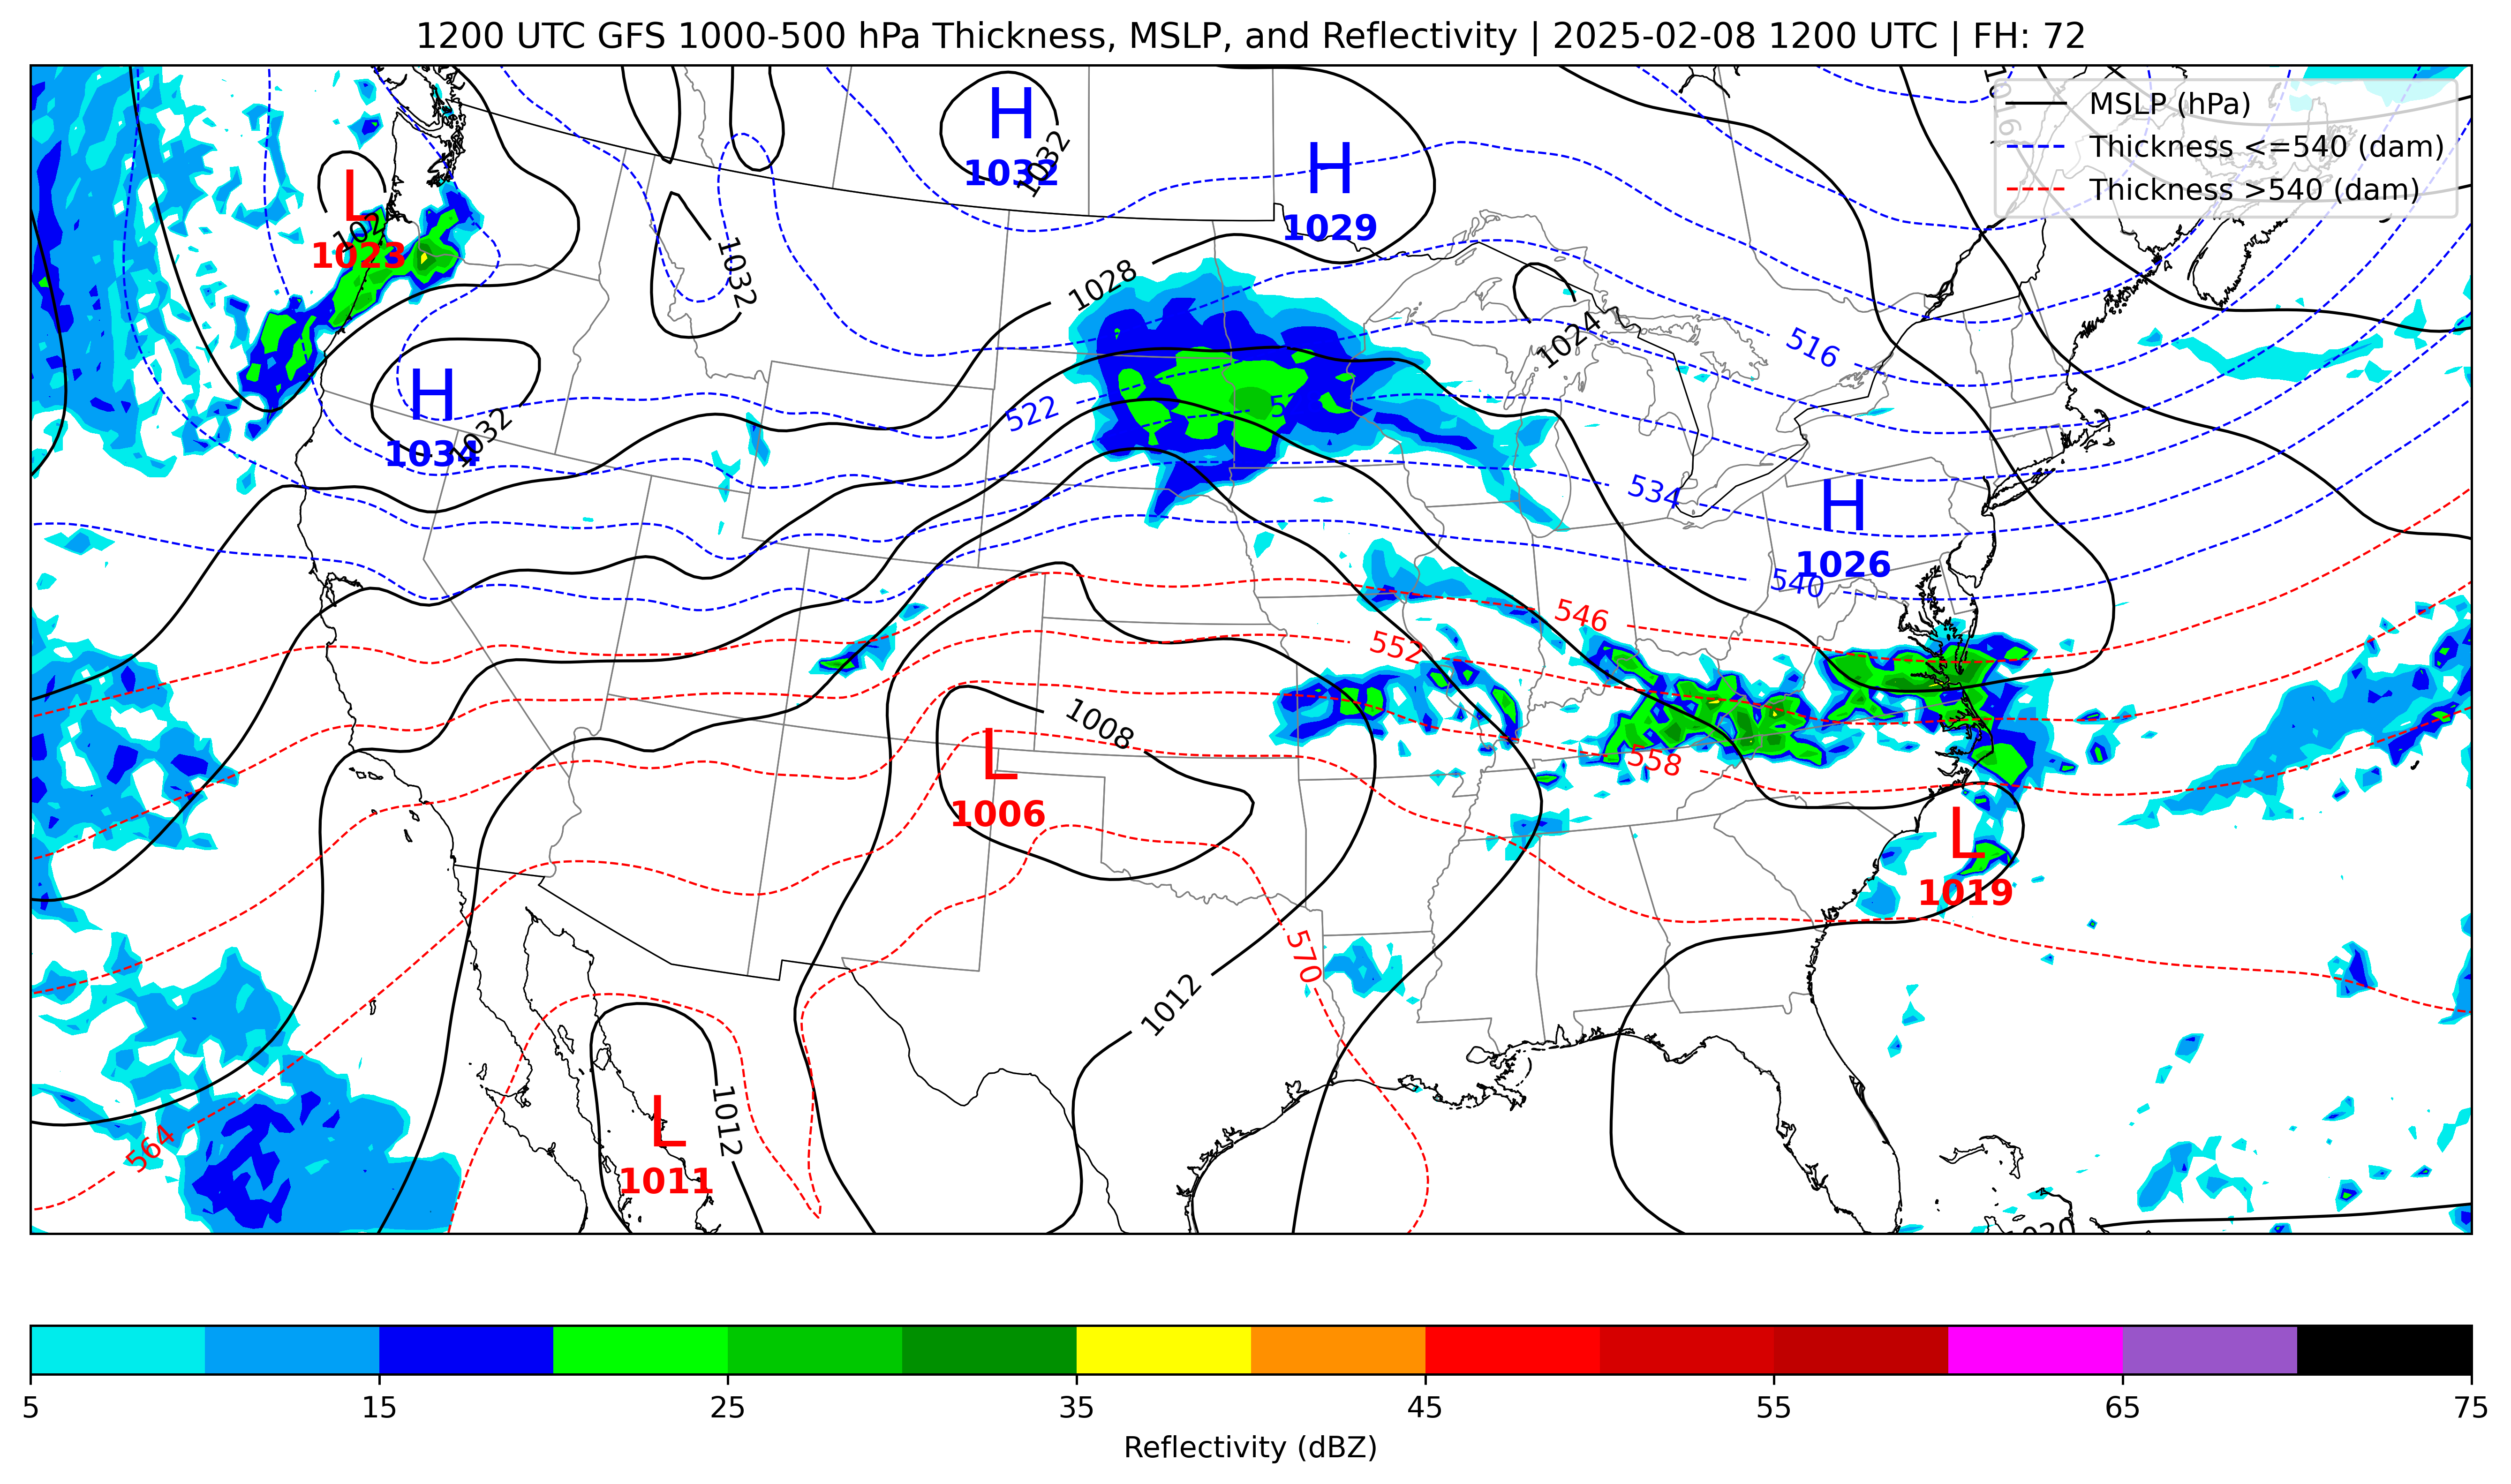 1200 UTC GFS 1000-500 hPa Thickness, MSLP, and Reflectivity | 2025-02-08 1200 UTC | FH: 72
MSLP (hPa)
Thickness <=540 (dam)
Thickness >540 (dam)
H
1032
1032
H
1029
L
1023
1032
1028
1024
516
H
1034
1032
522
534
H
1026
540
546
552
558
1008
L
1006
L
1019
570
1012
L
1011
1012
564
5 15 25 35 45 55 65 75
Reflectivity (dBZ)